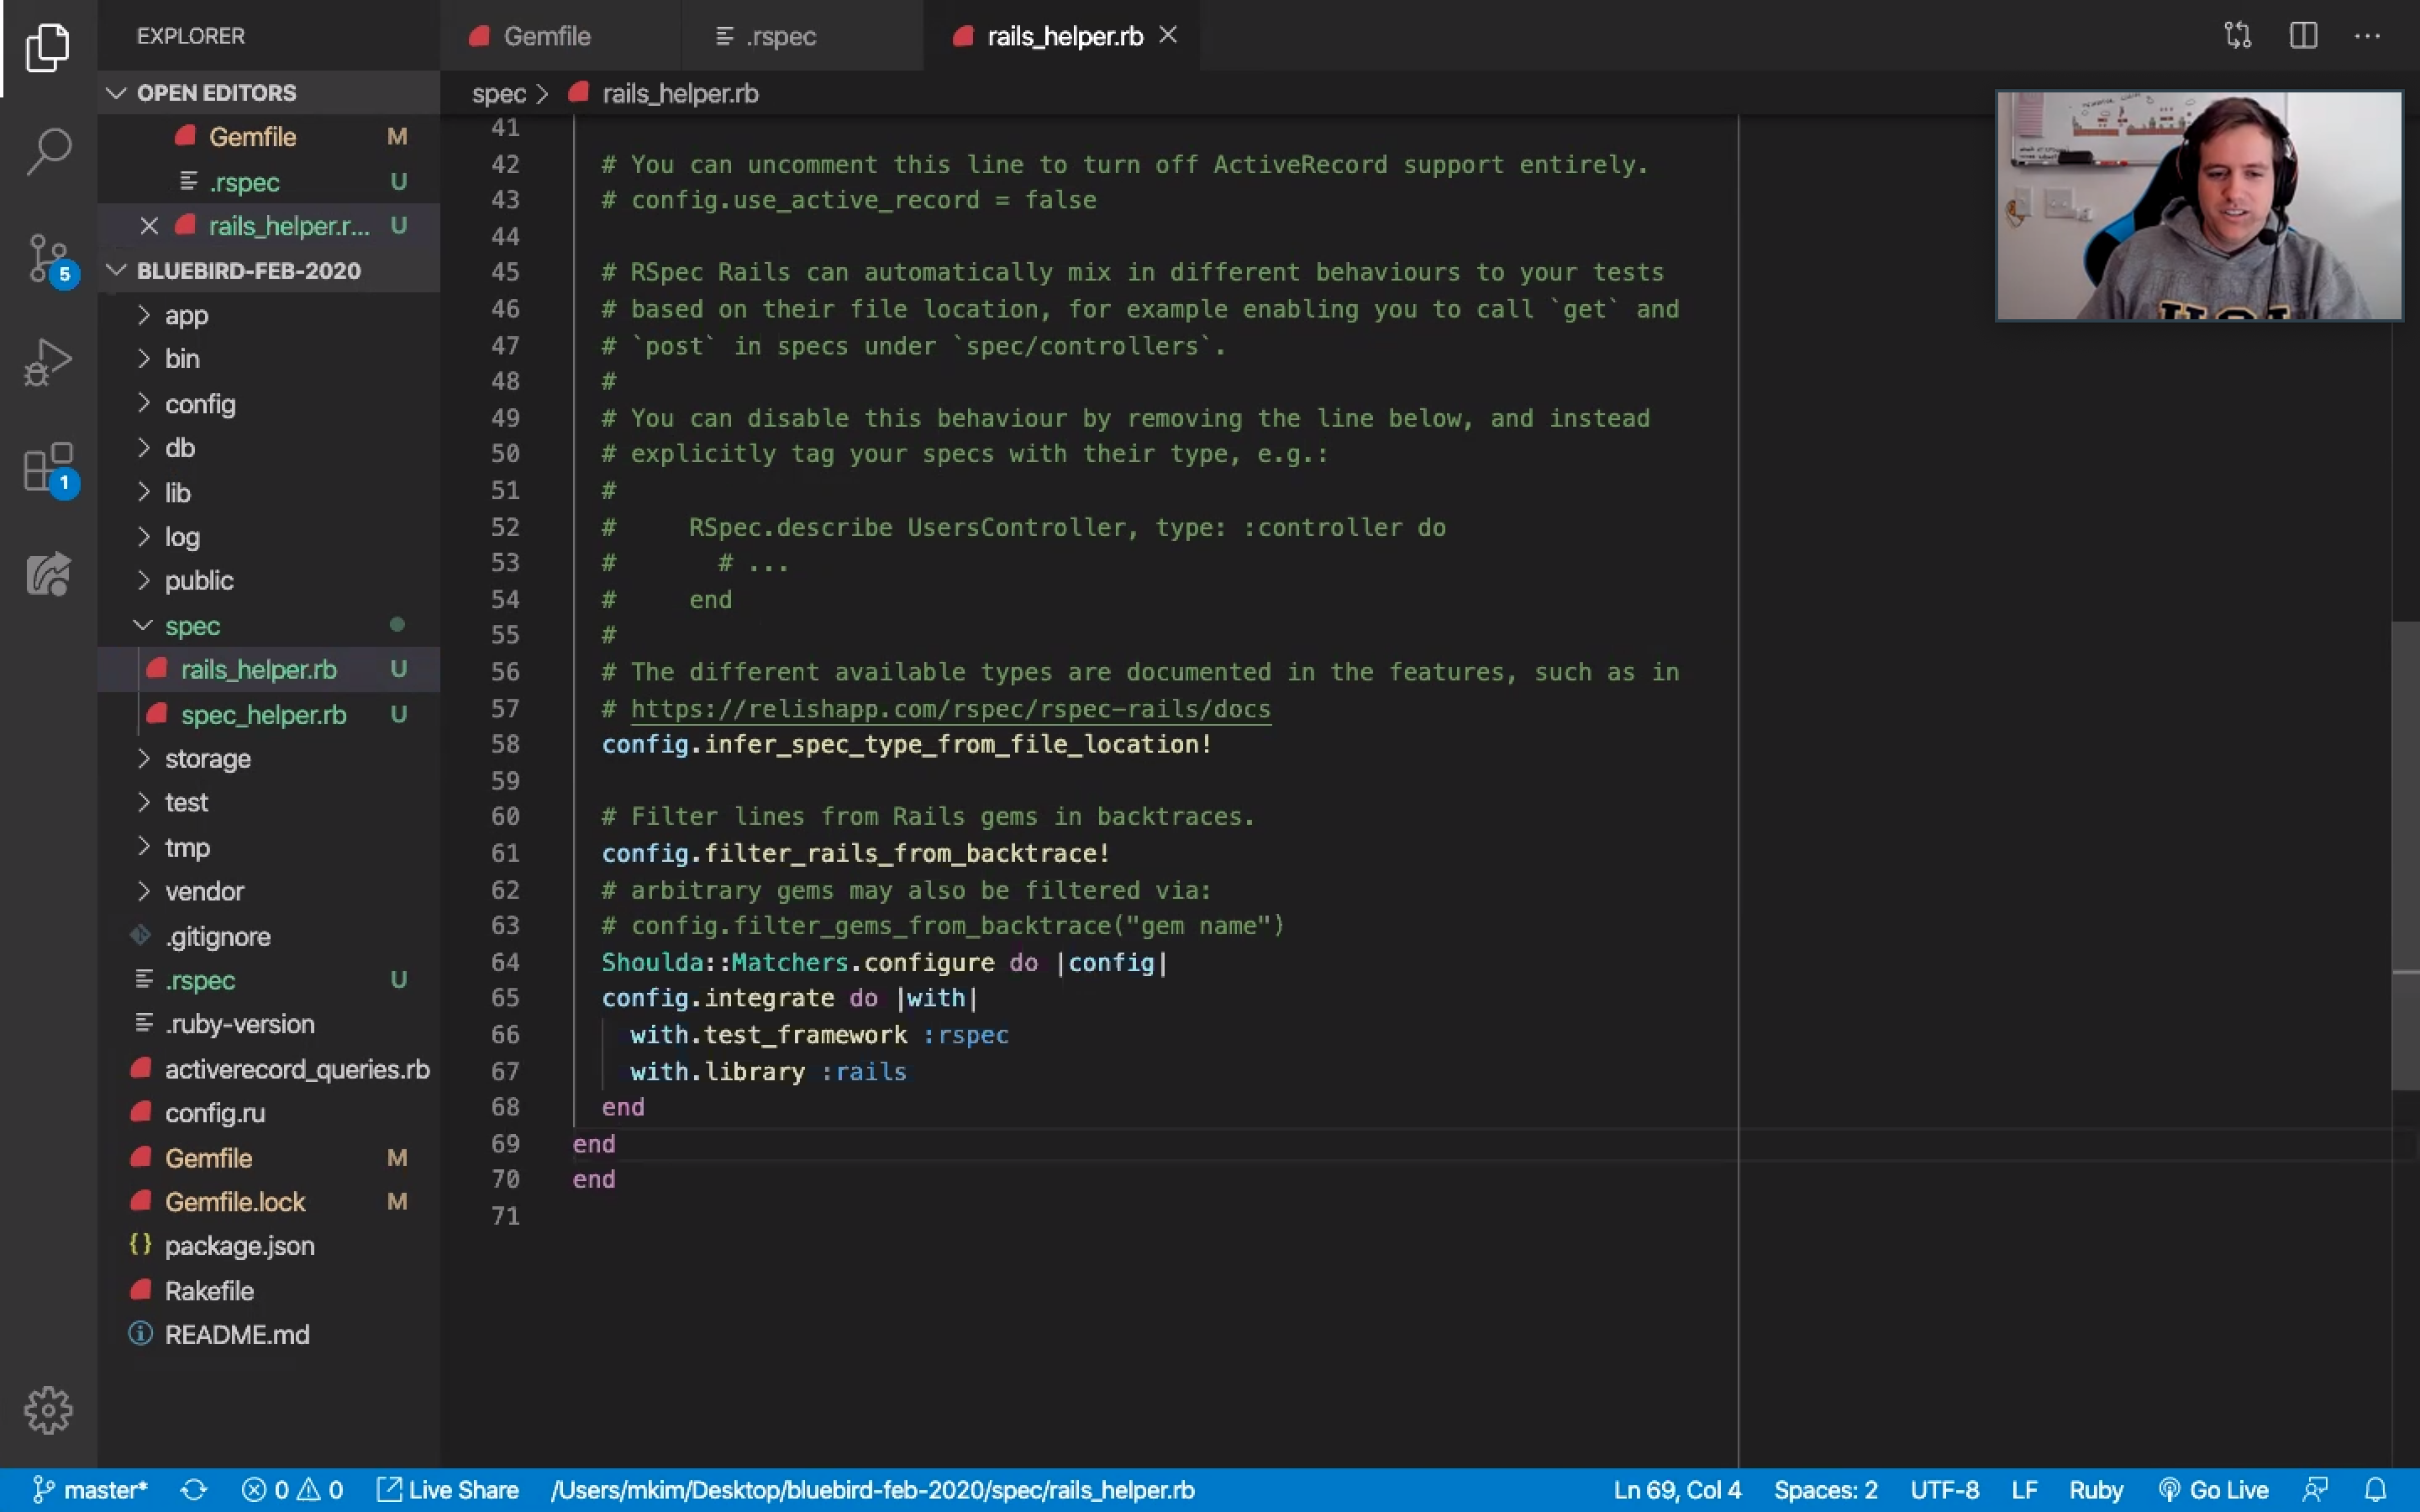 EXPLORER
OPEN EDITORS
Gemfile M
.rspec U
rails_helper.r... U
BLUEBIRD-FEB-2020
app
bin
config
db
lib
log
public
spec
rails_helper.rb U
spec_helper.rb U
storage
test
tmp
vendor
.gitignore
.rspec U
.ruby-version
activerecord_queries.rb
config.ru
Gemfile M
Gemfile.lock M
package.json
Rakefile
README.md
5
1
Gemfile .rspec rails_helper.rb
spec > rails_helper.rb
41
42 # You can uncomment this line to turn off ActiveRecord support entirely.
43 # config.use_active_record = false
44
45 # RSpec Rails can automatically mix in different behaviours to your tests
46 # based on their file location, for example enabling you to call `get` and
47 # `post` in specs under `spec/controllers`.
48 #
49 # You can disable this behaviour by removing the line below, and instead
50 # explicitly tag your specs with their type, e.g.:
51 #
52 #     RSpec.describe UsersController, type: :controller do
53 #       # ...
54 #     end
55 #
56 # The different available types are documented in the features, such as in
57 # https://relishapp.com/rspec/rspec-rails/docs
58 config.infer_spec_type_from_file_location!
59
60 # Filter lines from Rails gems in backtraces.
61 config.filter_rails_from_backtrace!
62 # arbitrary gems may also be filtered via:
63 # config.filter_gems_from_backtrace("gem name")
64 Shoulda::Matchers.configure do |config|
65 config.integrate do |with|
66 with.test_framework :rspec
67 with.library :rails
68 end
69 end
70 end
71
master* 0 0 Live Share /Users/mkim/Desktop/bluebird-feb-2020/spec/rails_helper.rb Ln 69, Col 4 Spaces: 2 UTF-8 LF Ruby Go Live